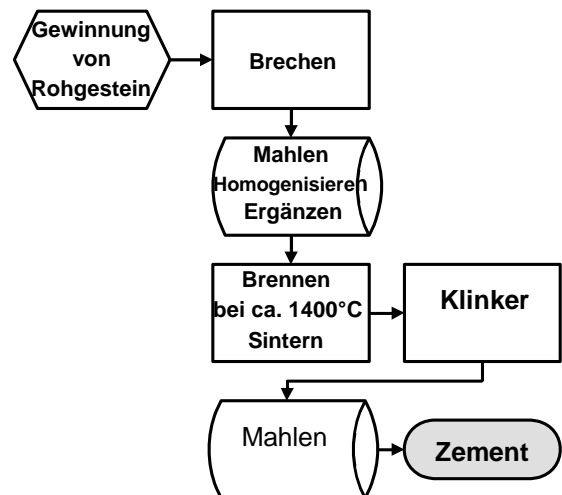 Gewinnung
von
Rohgestein
Brechen
Mahlen
Homogenisieren
Ergänzen
Brennen
bei ca. 1400°C
Sintern
Klinker
Mahlen
Zement